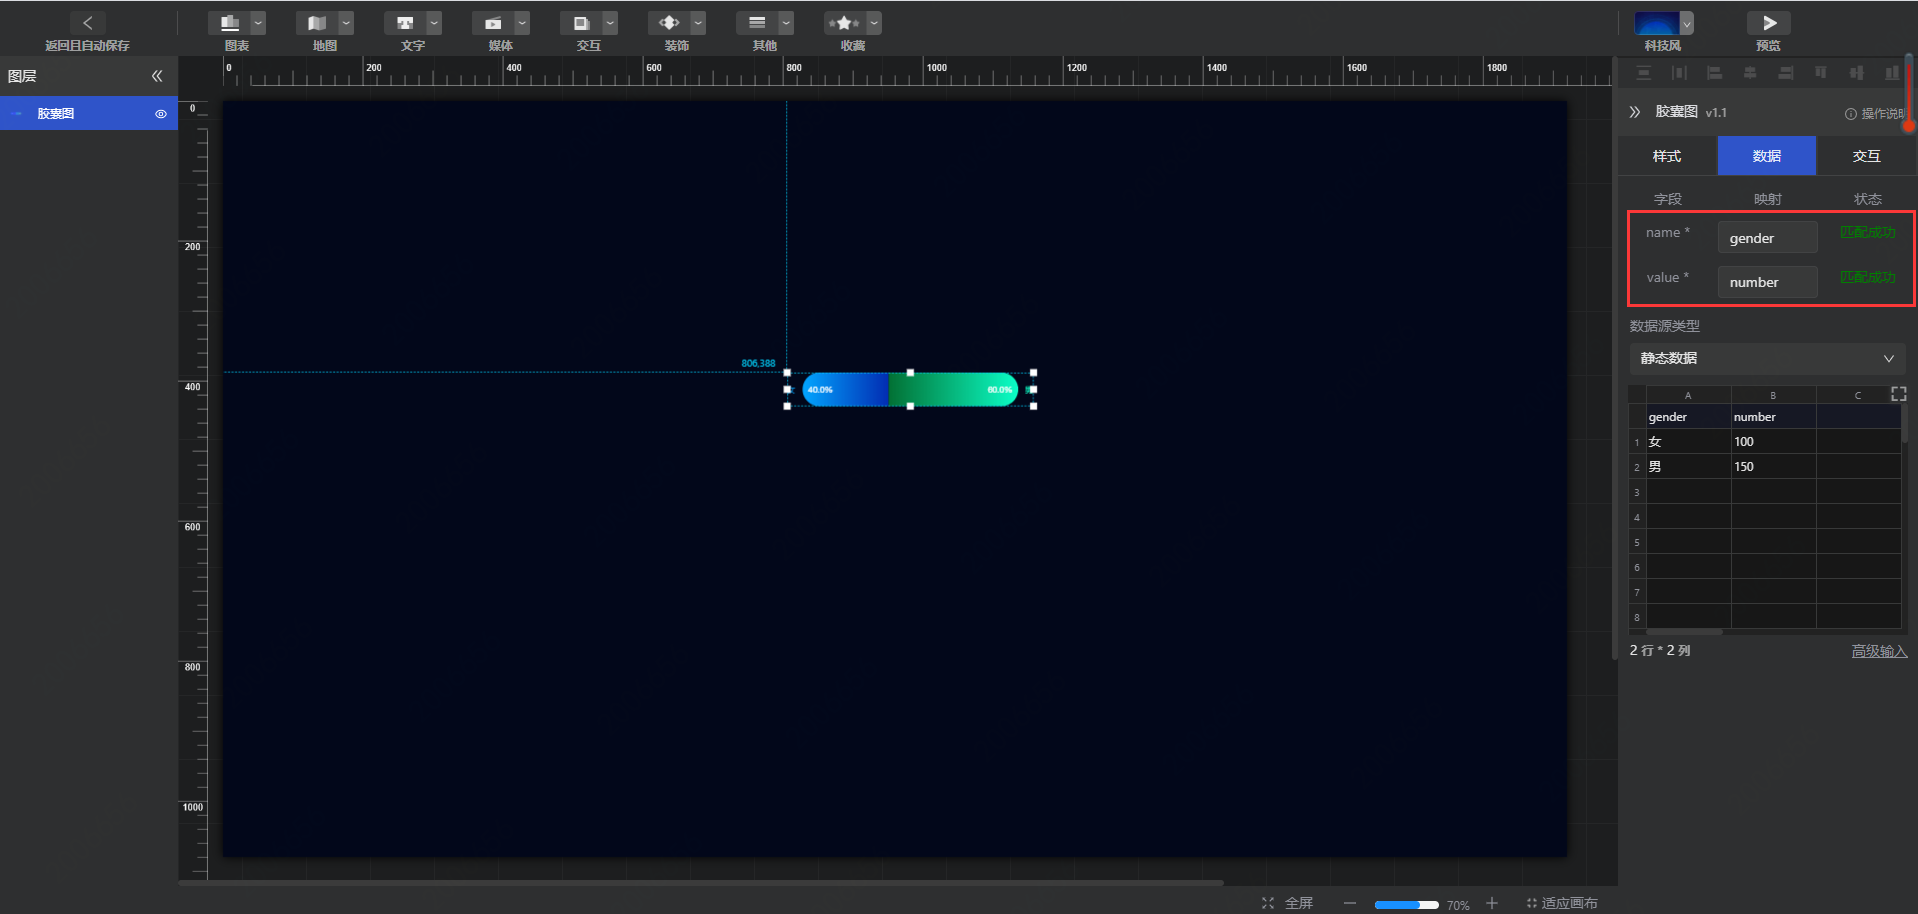 返回且自动保存
图表
地图
文字
媒体
交互
装饰
其他
收藏
科技风
预览
图层
胶囊图
0
200
400
600
800
1000
1200
1400
1600
1800
0
200
400
600
800
1000
806,388
40.0%
60.0%
胶囊图 v1.1
操作说明
样式
数据
交互
字段
映射
状态
name *
gender
匹配成功
value *
number
匹配成功
数据源类型
静态数据
A B C
gender number
1 女 100
2 男 150
3
4
5
6
7
8
2 行 * 2 列
高级输入
全屏
70%
适应画布